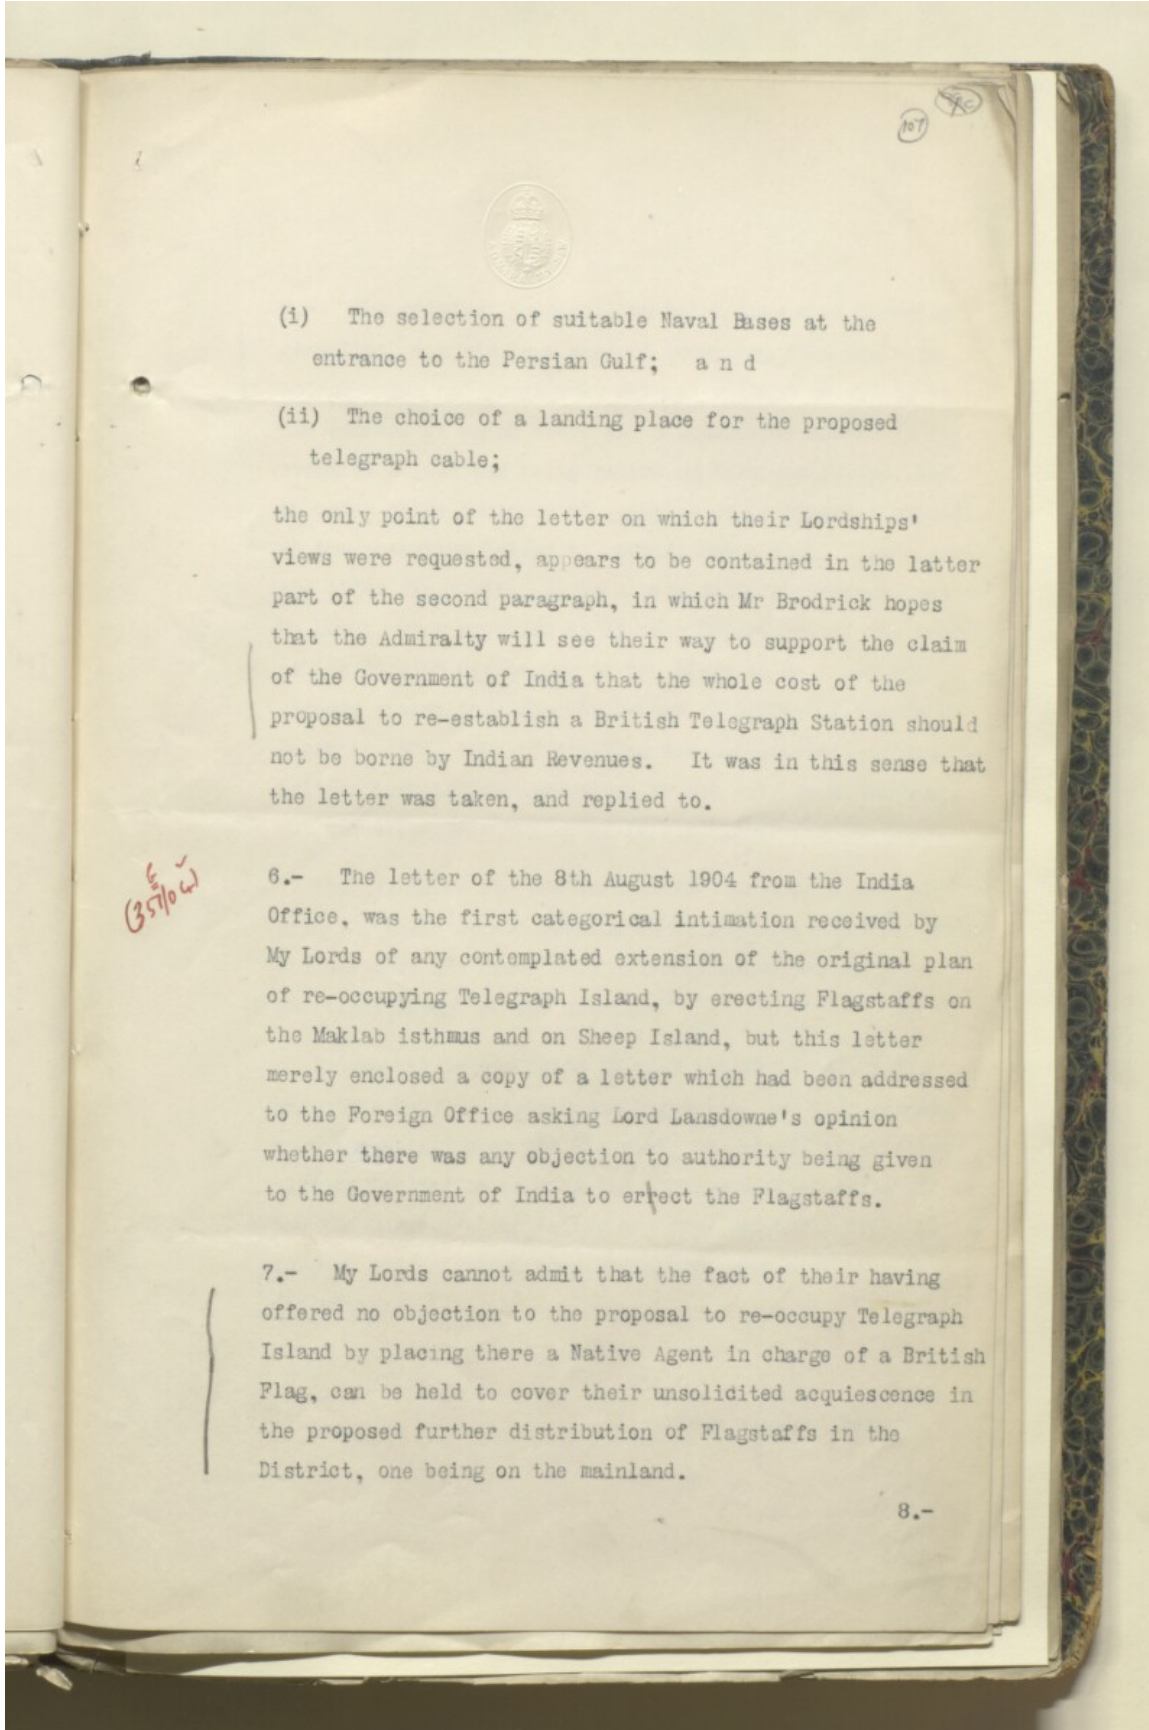 107
(i) The selection of suitable Naval Bases at the
entrance to the Persian Gulf; a n d
(ii) The choice of a landing place for the proposed
telegraph cable;
the only point of the letter on which their Lordships'
views were requested, appears to be contained in the latter
part of the second paragraph, in which Mr Brodrick hopes
that the Admiralty will see their way to support the claim
of the Government of India that the whole cost of the
proposal to re-establish a British Telegraph Station should
not be borne by Indian Revenues. It was in this sense that
the letter was taken, and replied to.
6.- The letter of the 8th August 1904 from the India
Office, was the first categorical intimation received by
My Lords of any contemplated extension of the original plan
of re-occupying Telegraph Island, by erecting Flagstaffs on
the Maklab isthmus and on Sheep Island, but this letter
merely enclosed a copy of a letter which had been addressed
to the Foreign Office asking Lord Lansdowne's opinion
whether there was any objection to authority being given
to the Government of India to errect the Flagstaffs.
7.- My Lords cannot admit that the fact of their having
offered no objection to the proposal to re-occupy Telegraph
Island by placing there a Native Agent in charge of a British
Flag, can be held to cover their unsolicited acquiescence in
the proposed further distribution of Flagstaffs in the
District, one being on the mainland.
8.-